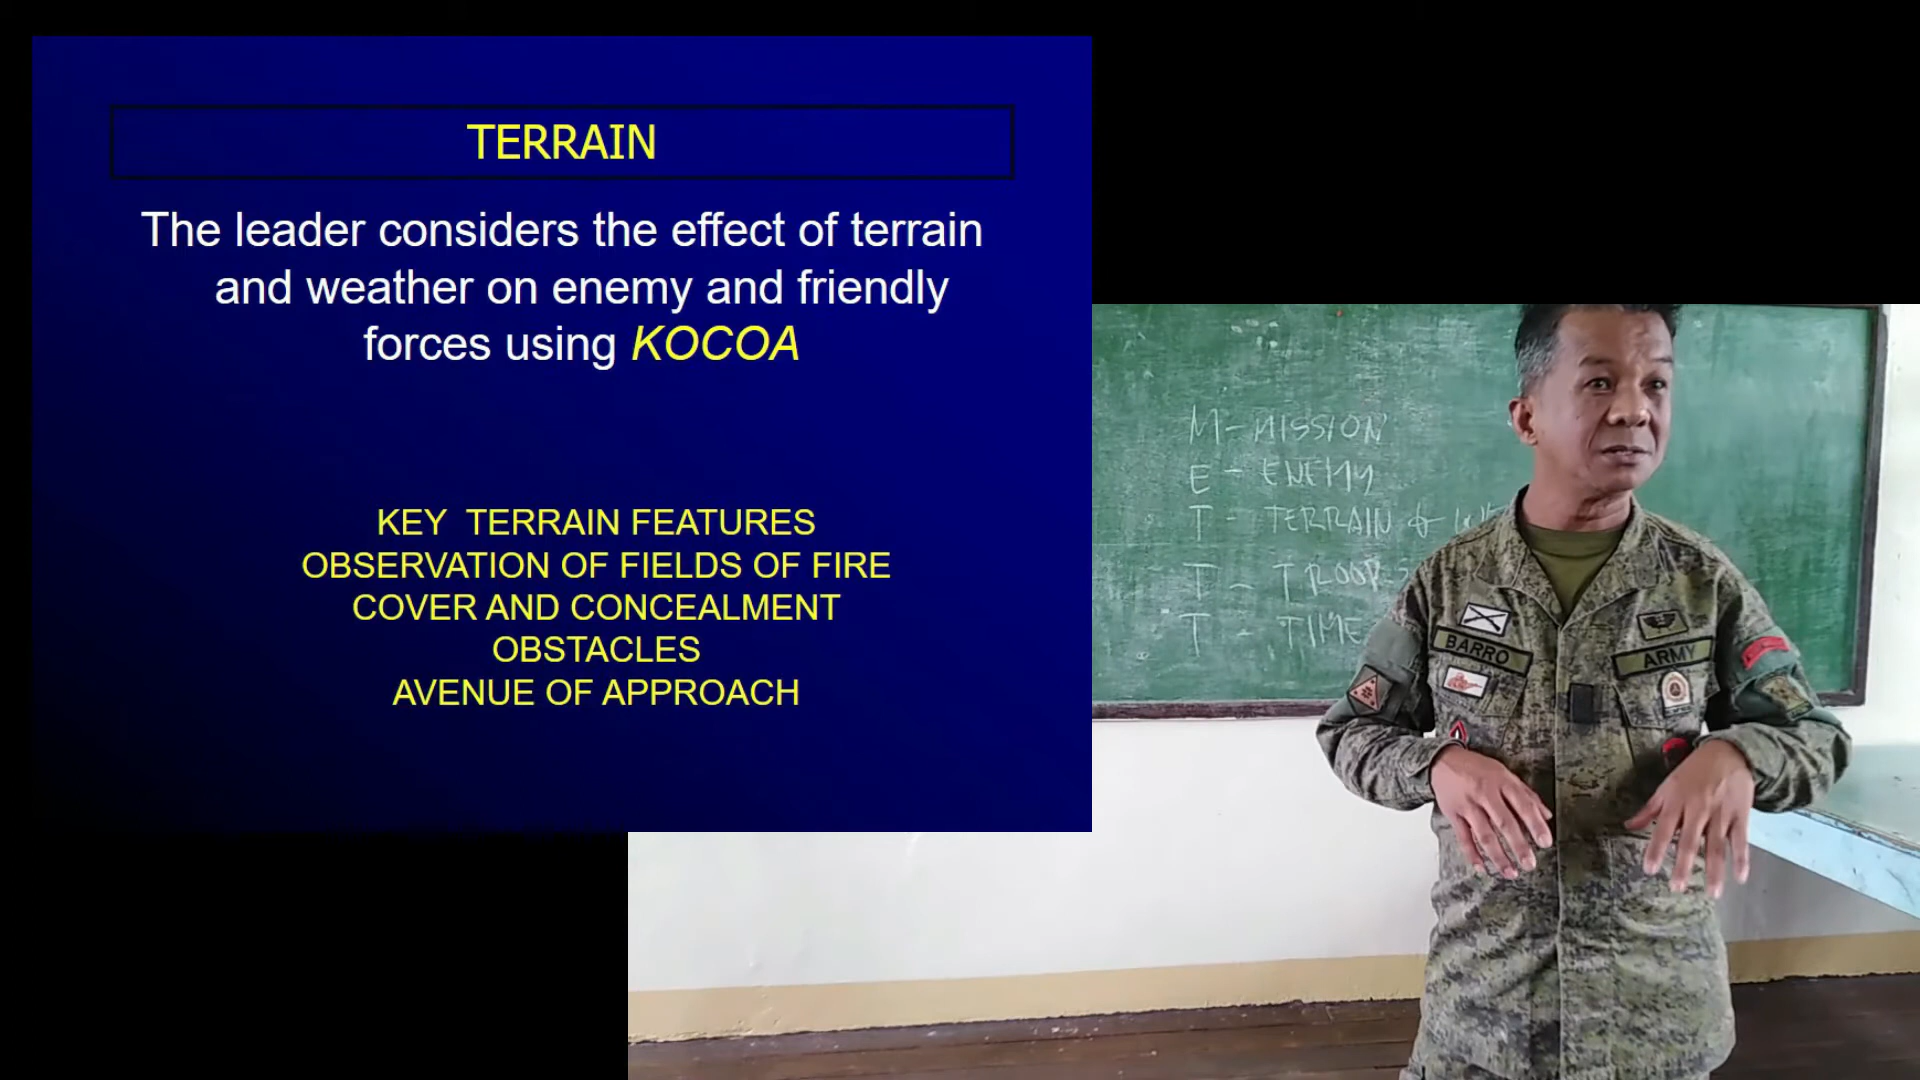 TERRAIN
The leader considers the effect of terrain
and weather on enemy and friendly
forces using KOCOA
KEY TERRAIN FEATURES
OBSERVATION OF FIELDS OF FIRE
COVER AND CONCEALMENT
OBSTACLES
AVENUE OF APPROACH
M - MISSION
E - ENEMY
T - TERRAIN &
T - TROOPS
T - TIME
BARRO
ARMY